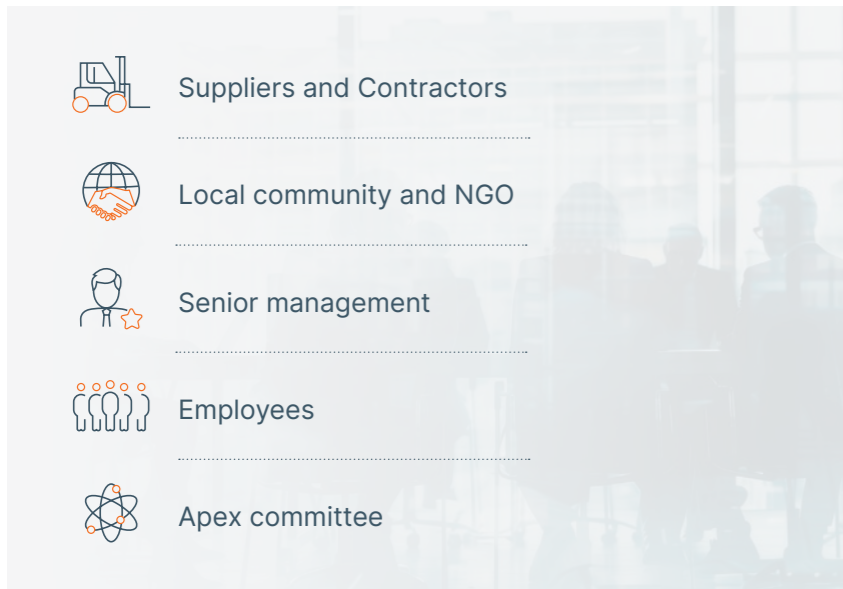 Suppliers and Contractors
Local community and NGO
Senior management
Employees
Apex committee